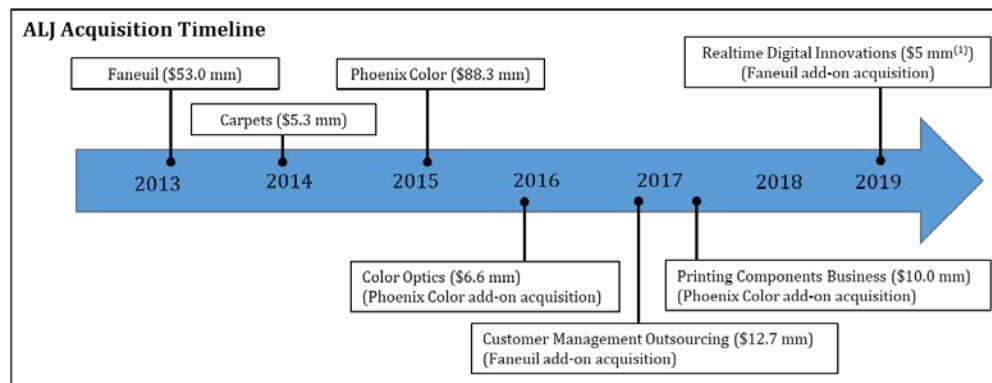 ALJ Acquisition Timeline
Faneuil ($53.0 mm)
Carpets ($5.3 mm)
Phoenix Color ($88.3 mm)
Realtime Digital Innovations ($5 mm⁽¹⁾)
(Faneuil add-on acquisition)
2013 2014 2015 2016 2017 2018 2019
Color Optics ($6.6 mm)
(Phoenix Color add-on acquisition)
Printing Components Business ($10.0 mm)
(Phoenix Color add-on acquisition)
Customer Management Outsourcing ($12.7 mm)
(Faneuil add-on acquisition)